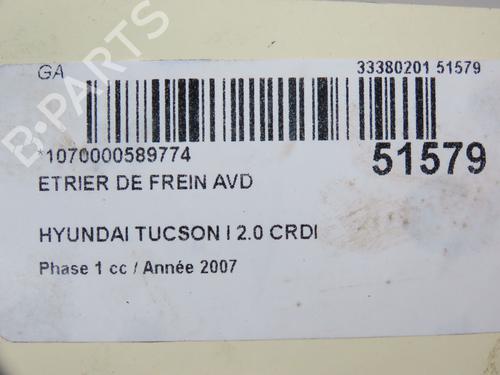 GA 33380201 51579
*1070000589774 51579
ETRIER DE FREIN AVD
HYUNDAI TUCSON I 2.0 CRDI
Phase 1 cc / Année 2007
B-PARTS